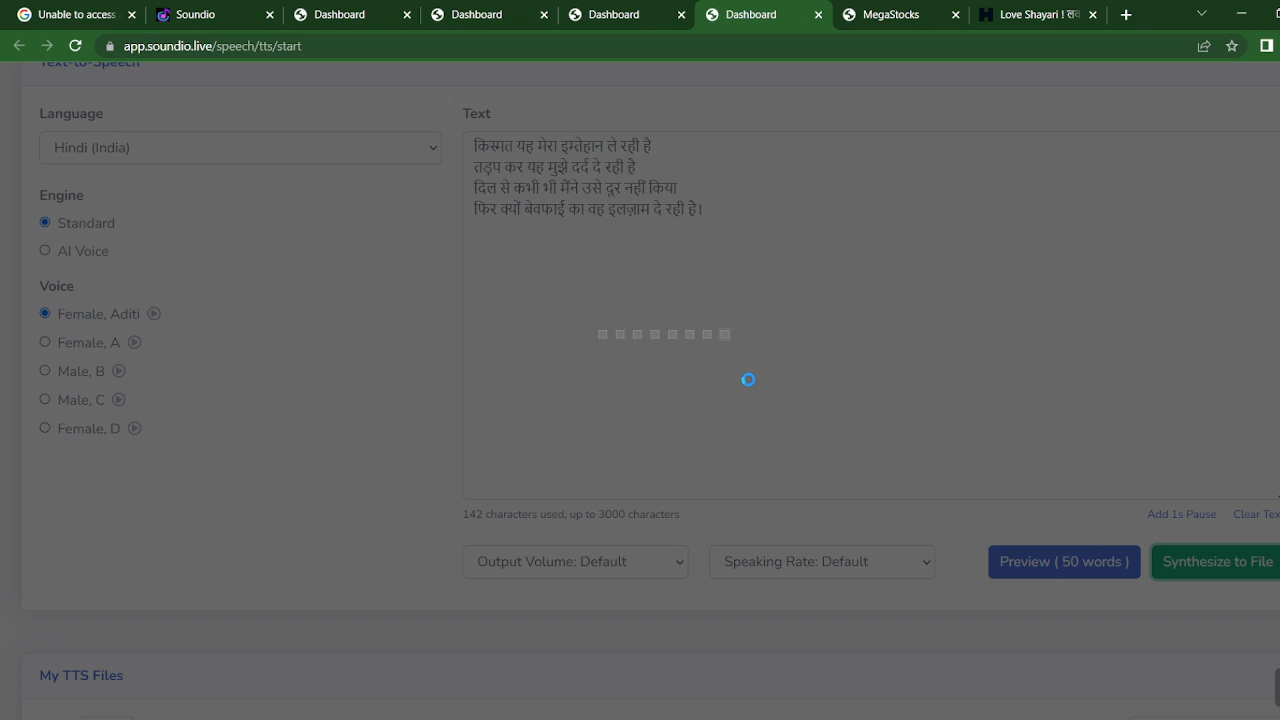 Unable to access
Soundio
Dashboard
Dashboard
Dashboard
Dashboard
MegaStocks
Love Shayari ! लव
app.soundio.live/speech/tts/start
Text-to-Speech
Language
Hindi (India)
Engine
Standard
AI Voice
Voice
Female, Aditi
Female, A
Male, B
Male, C
Female, D
Text
किस्मत यह मेरा इम्तेहान ले रही है
तड़प कर यह मुझे दर्द दे रही है
दिल से कभी भी मैंने उसे दूर नहीं किया
फिर क्यों बेवफाई का वह इलज़ाम दे रही है।
142 characters used, up to 3000 characters
Add 1s Pause
Clear Tex
Output Volume: Default
Speaking Rate: Default
Preview ( 50 words )
Synthesize to File
My TTS Files